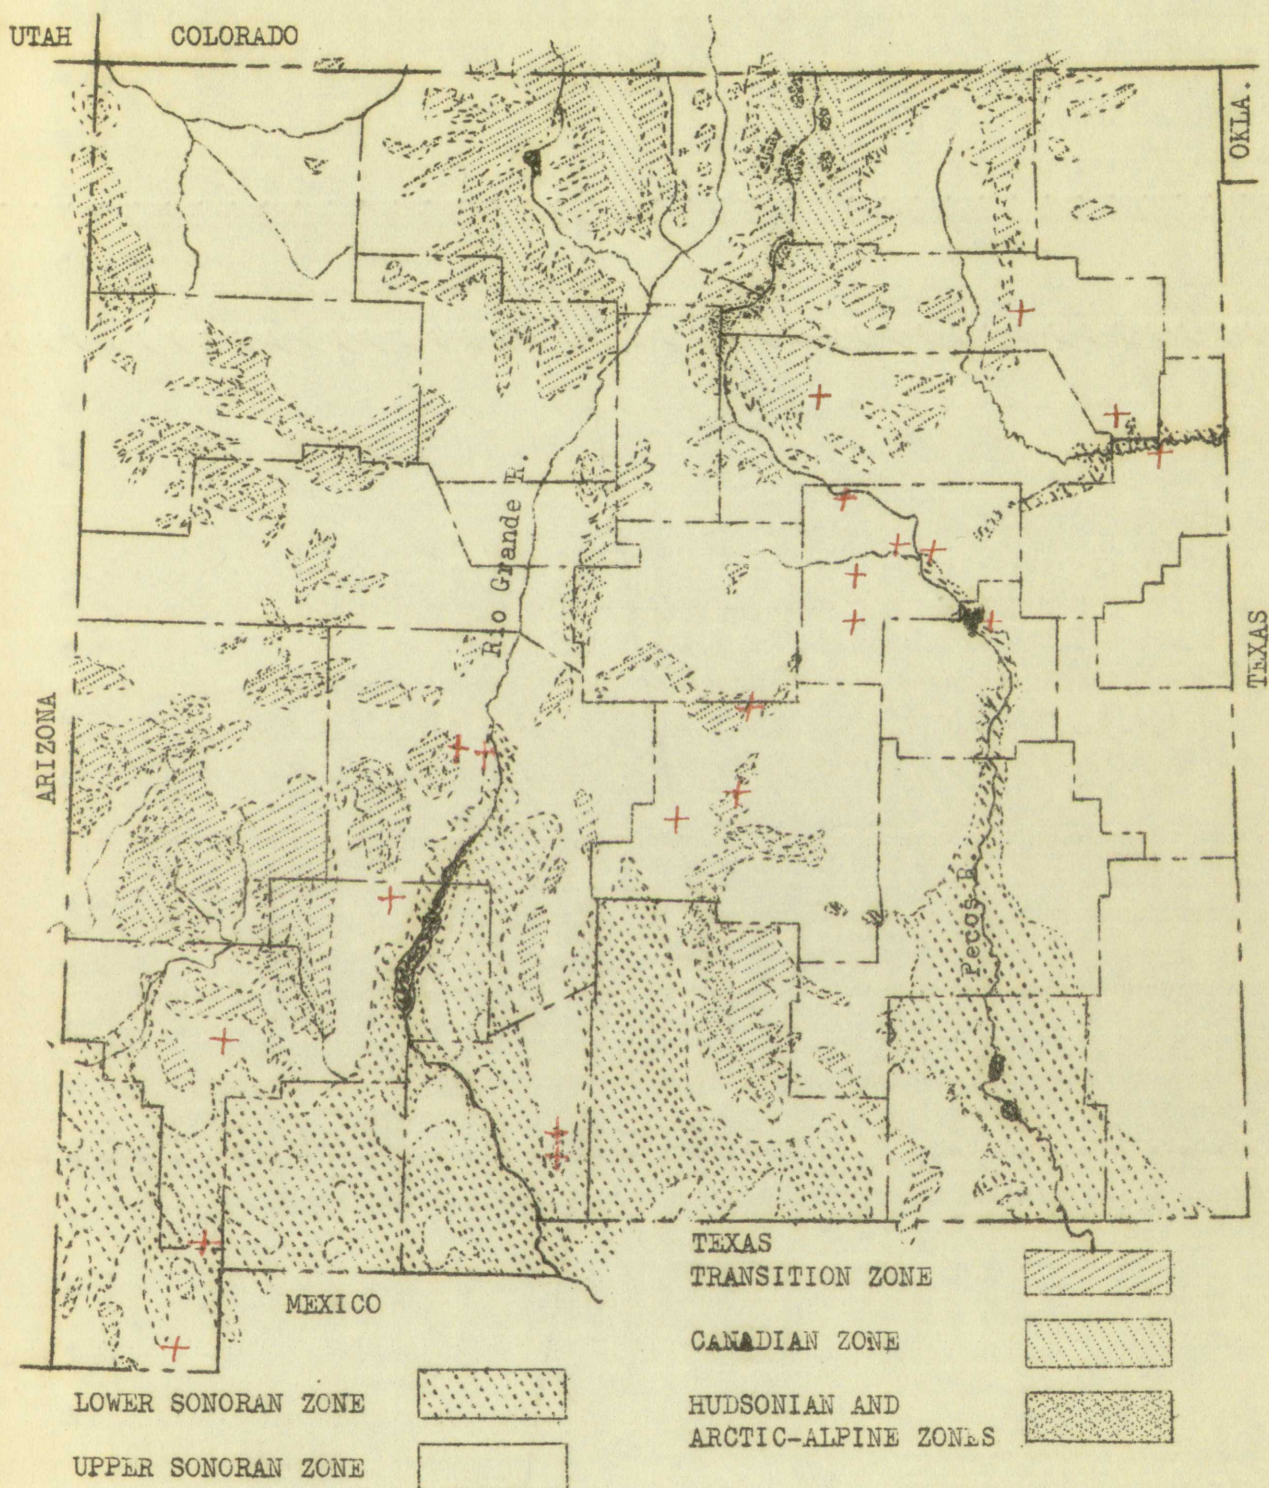 UTAH
COLORADO
OKLA.
Rio Grande R.
ARIZONA
TEXAS
Pecos R.
TEXAS
MEXICO
TRANSITION ZONE
CANADIAN ZONE
HUDSONIAN AND
ARCTIC-ALPINE ZONES
LOWER SONORAN ZONE
UPPER SONORAN ZONE